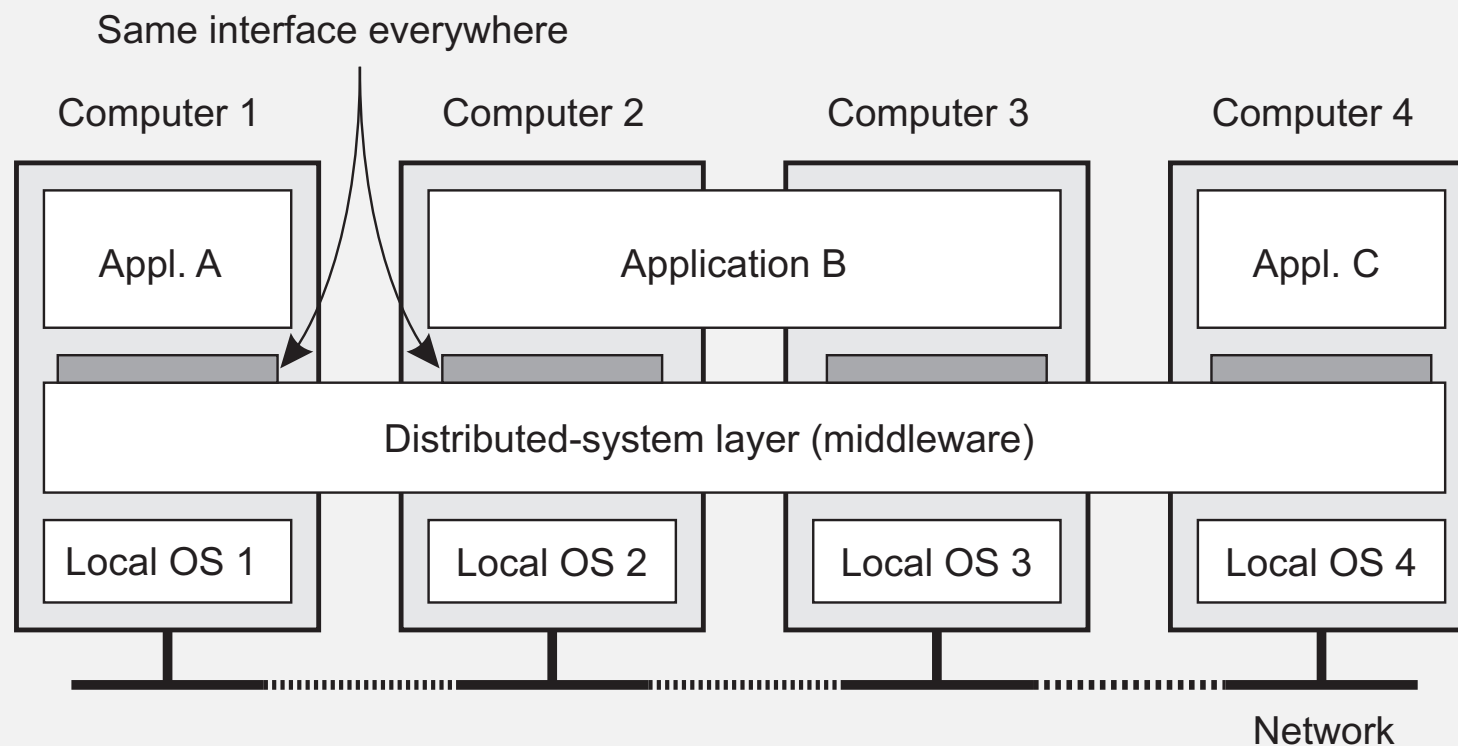 Same interface everywhere
Computer 1
Computer 2
Computer 3
Computer 4
Appl. A
Application B
Appl. C
Distributed-system layer (middleware)
Local OS 1
Local OS 2
Local OS 3
Local OS 4
Network